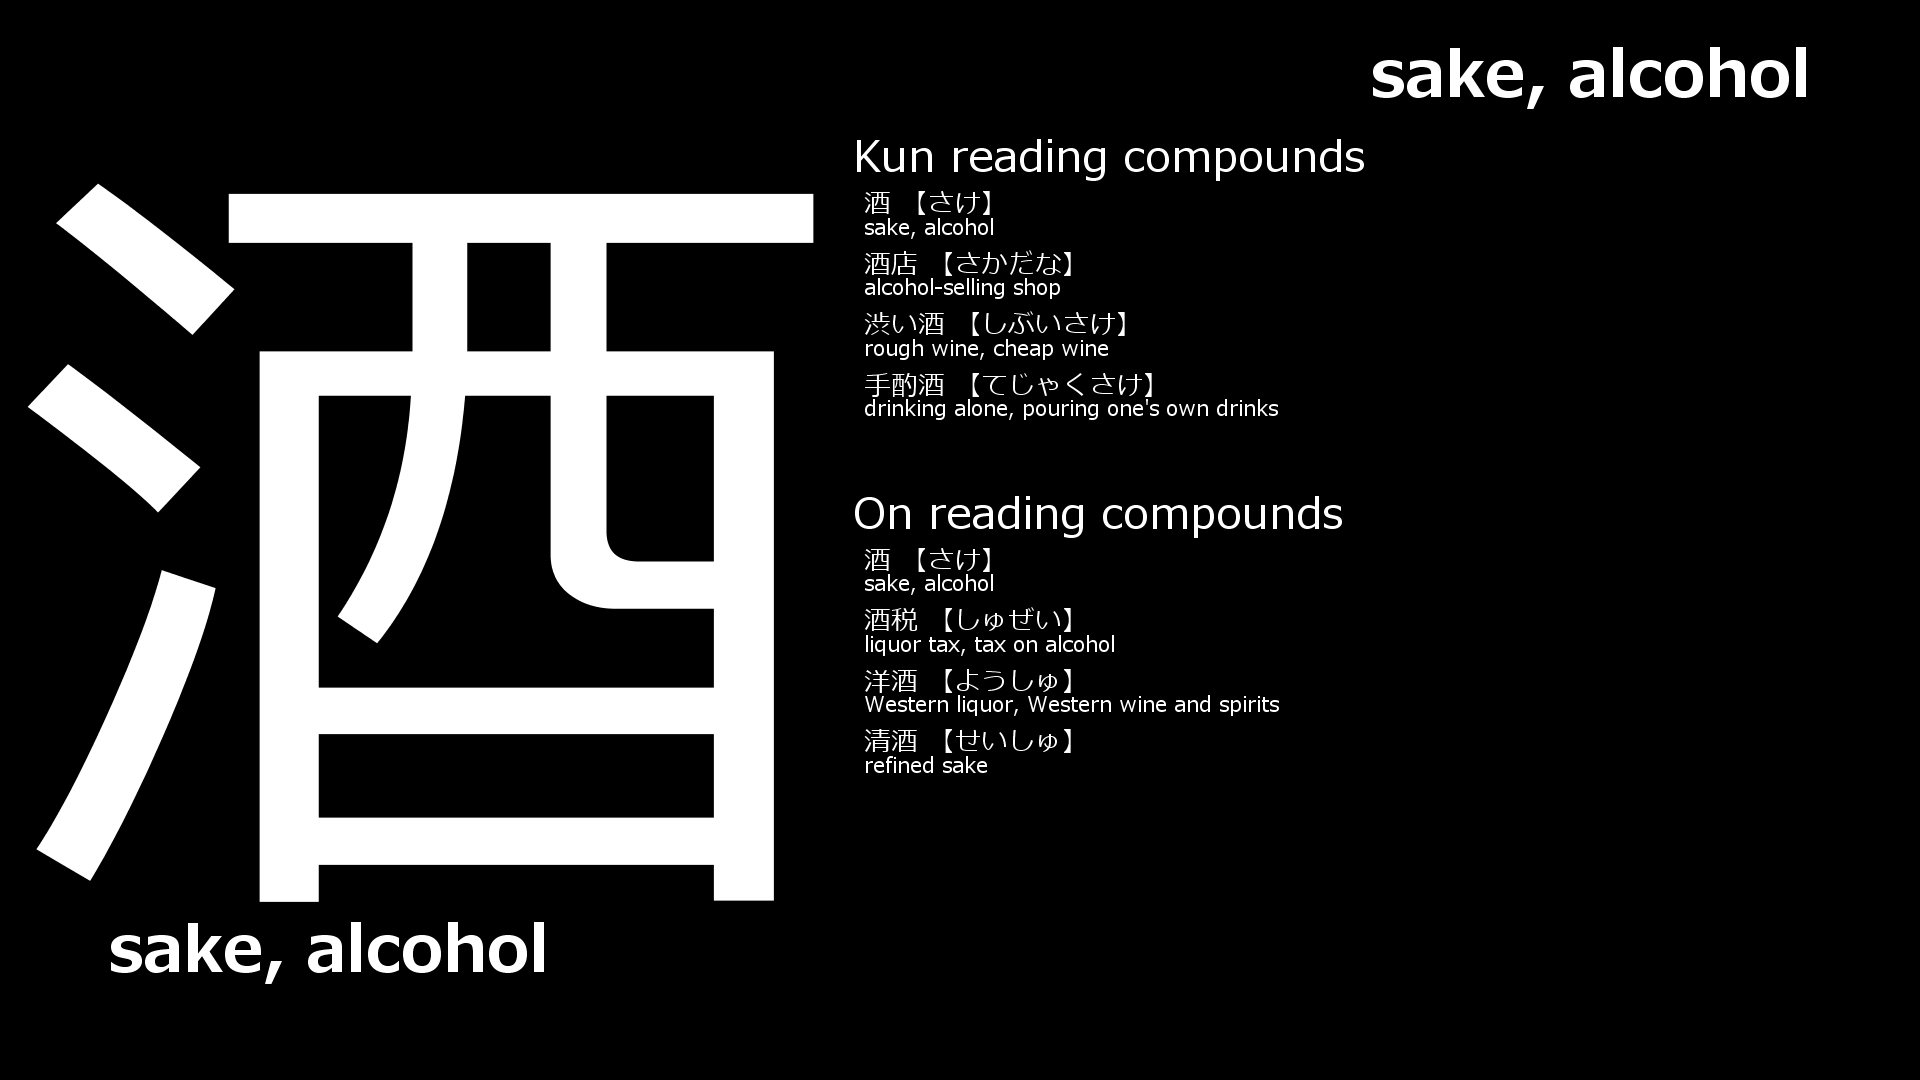 sake, alcohol
酒
sake, alcohol
Kun reading compounds
酒 【さけ】
sake, alcohol
酒店 【さかだな】
alcohol-selling shop
渋い酒 【しぶいさけ】
rough wine, cheap wine
手酌酒 【てじゃくさけ】
drinking alone, pouring one's own drinks
On reading compounds
酒 【さけ】
sake, alcohol
酒税 【しゅぜい】
liquor tax, tax on alcohol
洋酒 【ようしゅ】
Western liquor, Western wine and spirits
清酒 【せいしゅ】
refined sake